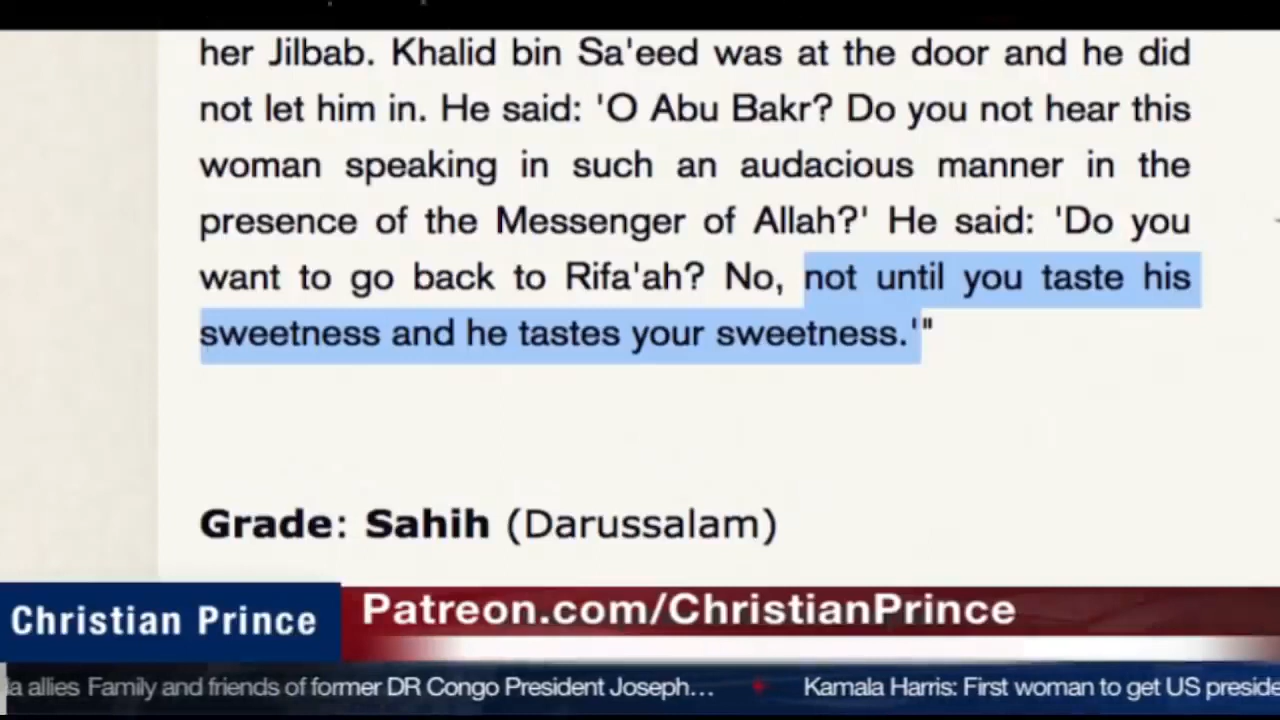 her Jilbab. Khalid bin Sa'eed was at the door and he did
not let him in. He said: 'O Abu Bakr? Do you not hear this
woman speaking in such an audacious manner in the
presence of the Messenger of Allah?' He said: 'Do you
want to go back to Rifa'ah? No, not until you taste his
sweetness and he tastes your sweetness.'"
Grade: Sahih (Darussalam)
Christian Prince
Patreon.com/ChristianPrince
la allies Family and friends of former DR Congo President Joseph...
Kamala Harris: First woman to get US preside